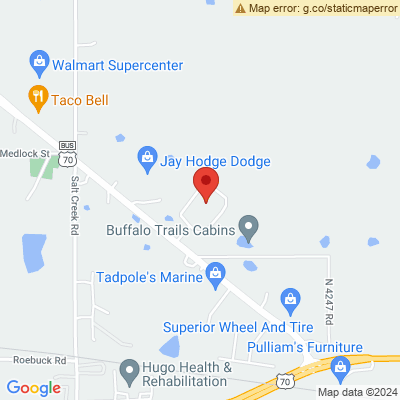 Map error: g.co/staticmaperror
Walmart Supercenter
Taco Bell
BUS
70
Medlock St
Jay Hodge Dodge
Salt Creek Rd
Buffalo Trails Cabins
Tadpole's Marine
N 4247 Rd
Superior Wheel And Tire
Pulliam's Furniture
Roebuck Rd
Hugo Health &
Rehabilitation
70
Google
Map data ©2024